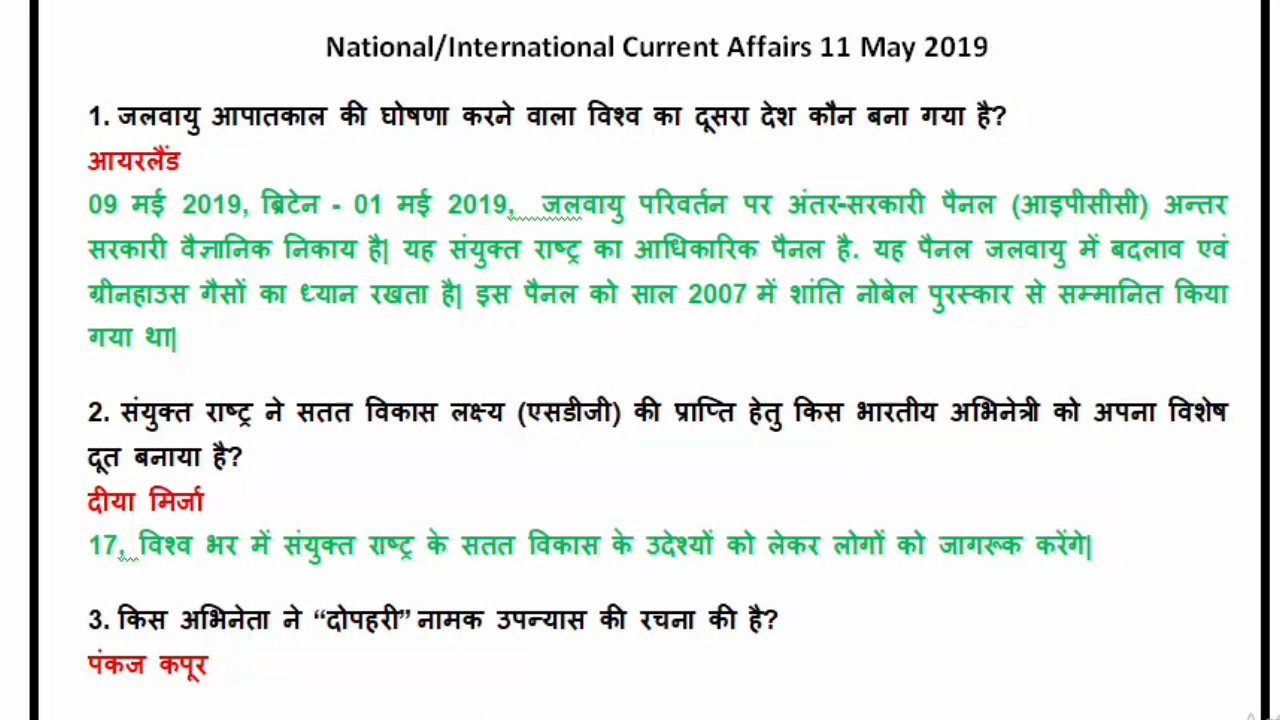 National/International Current Affairs 11 May 2019
1. जलवायु आपातकाल की घोषणा करने वाला विश्व का दूसरा देश कौन बना गया है?
आयरलैंड
09 मई 2019, ब्रिटेन - 01 मई 2019, जलवायु परिवर्तन पर अंतर-सरकारी पैनल (आइपीसीसी) अन्तर
सरकारी वैज्ञानिक निकाय है| यह संयुक्त राष्ट्र का आधिकारिक पैनल है. यह पैनल जलवायु में बदलाव एवं
ग्रीनहाउस गैसों का ध्यान रखता है| इस पैनल को साल 2007 में शांति नोबेल पुरस्कार से सम्मानित किया
गया था|
2. संयुक्त राष्ट्र ने सतत विकास लक्ष्य (एसडीजी) की प्राप्ति हेतु किस भारतीय अभिनेत्री को अपना विशेष
दूत बनाया है?
दीया मिर्जा
17, विश्व भर में संयुक्त राष्ट्र के सतत विकास के उदेश्यों को लेकर लोगों को जागरूक करेंगे|
3. किस अभिनेता ने “दोपहरी” नामक उपन्यास की रचना की है?
पंकज कपूर